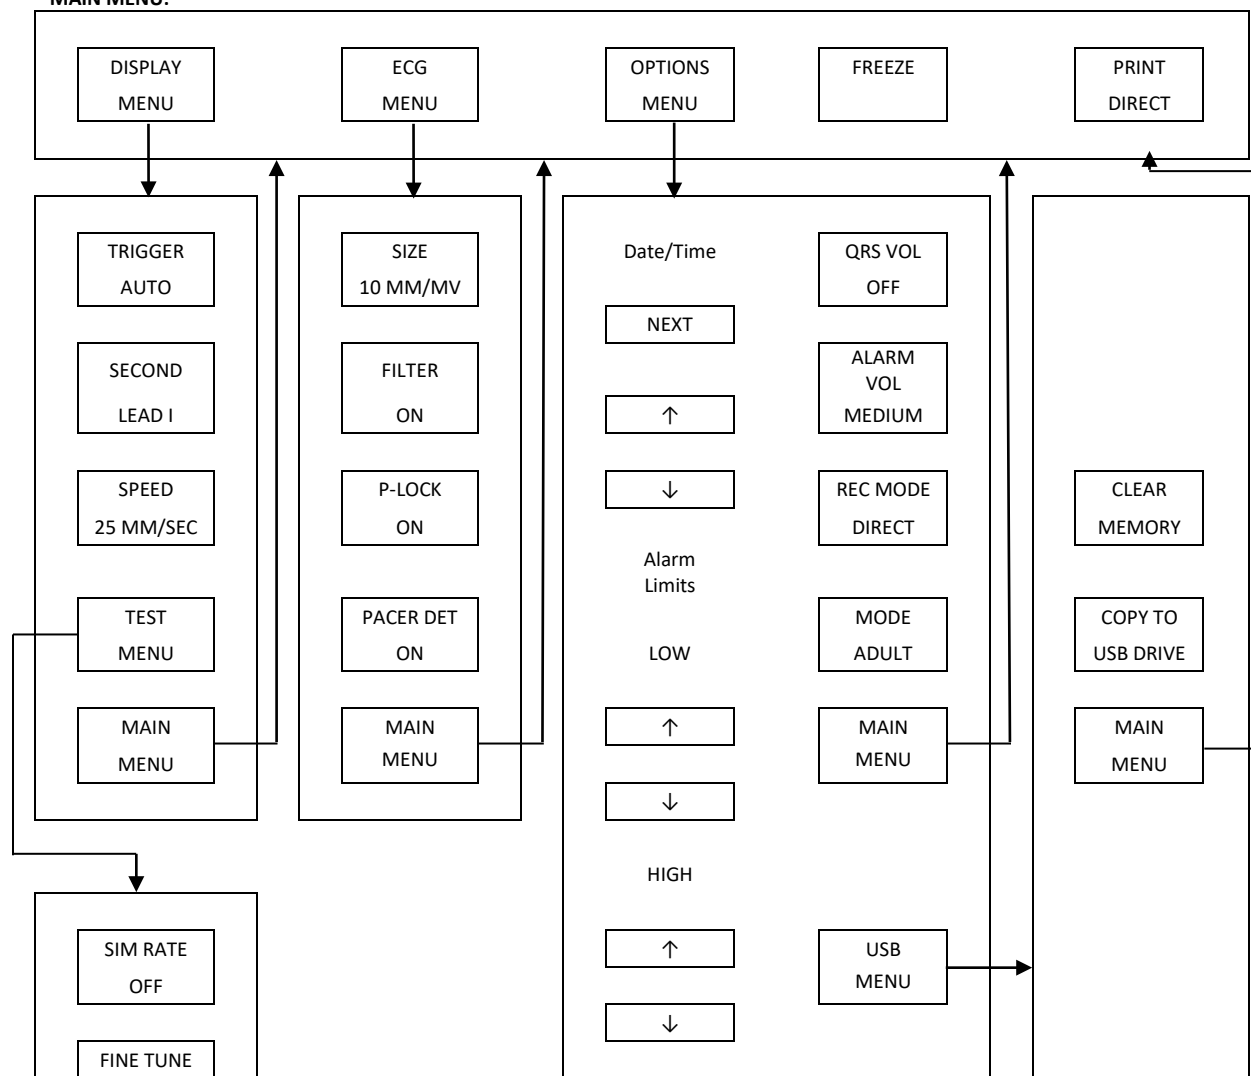 MAIN MENU:
DISPLAY
MENU
ECG
MENU
OPTIONS
MENU
FREEZE
PRINT
DIRECT
TRIGGER
AUTO
SECOND
LEAD I
SPEED
25 MM/SEC
TEST
MENU
MAIN
MENU
SIZE
10 MM/MV
FILTER
ON
P-LOCK
ON
PACER DET
ON
MAIN
MENU
Date/Time
NEXT
↑
↓
Alarm
Limits
LOW
↑
↓
HIGH
↑
↓
QRS VOL
OFF
ALARM
VOL
MEDIUM
REC MODE
DIRECT
MODE
ADULT
MAIN
MENU
USB
MENU
CLEAR
MEMORY
COPY TO
USB DRIVE
MAIN
MENU
SIM RATE
OFF
FINE TUNE